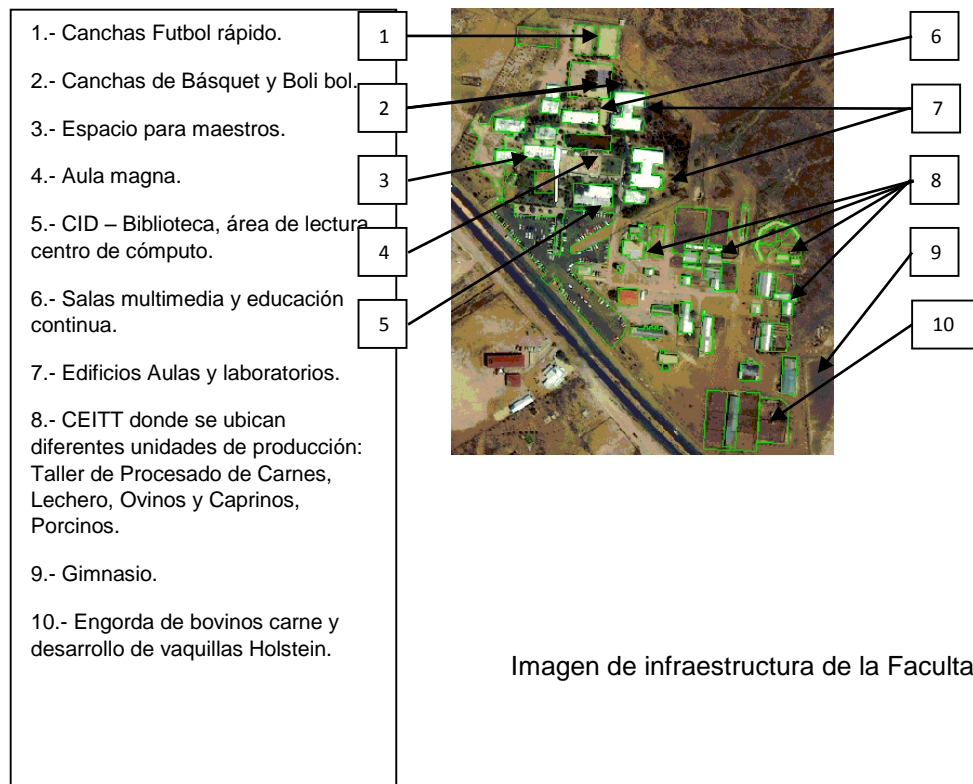 1.- Canchas Futbol rápido.
2.- Canchas de Básquet y Boli bol.
3.- Espacio para maestros.
4.- Aula magna.
5.- CID – Biblioteca, área de lectura
centro de cómputo.
6.- Salas multimedia y educación
continua.
7.- Edificios Aulas y laboratorios.
8.- CEITT donde se ubican
diferentes unidades de producción:
Taller de Procesado de Carnes,
Lechero, Ovinos y Caprinos,
Porcinos.
9.- Gimnasio.
10.- Engorda de bovinos carne y
desarrollo de vaquillas Holstein.
1
2
3
4
5
6
7
8
9
10
Imagen de infraestructura de la Faculta